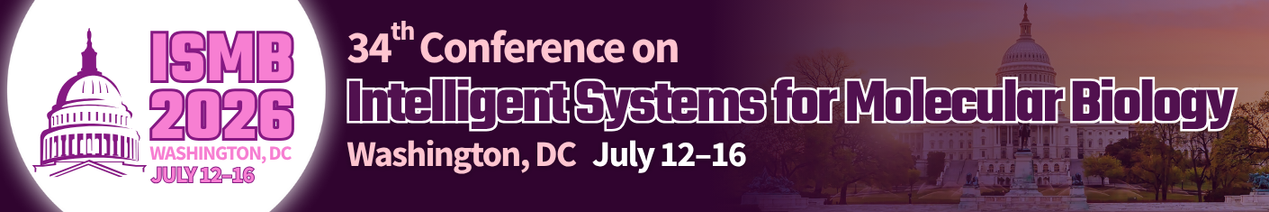 ISMB
2026
WASHINGTON, DC
JULY 12–16
34th Conference on
Intelligent Systems for Molecular Biology
Washington, DC July 12–16